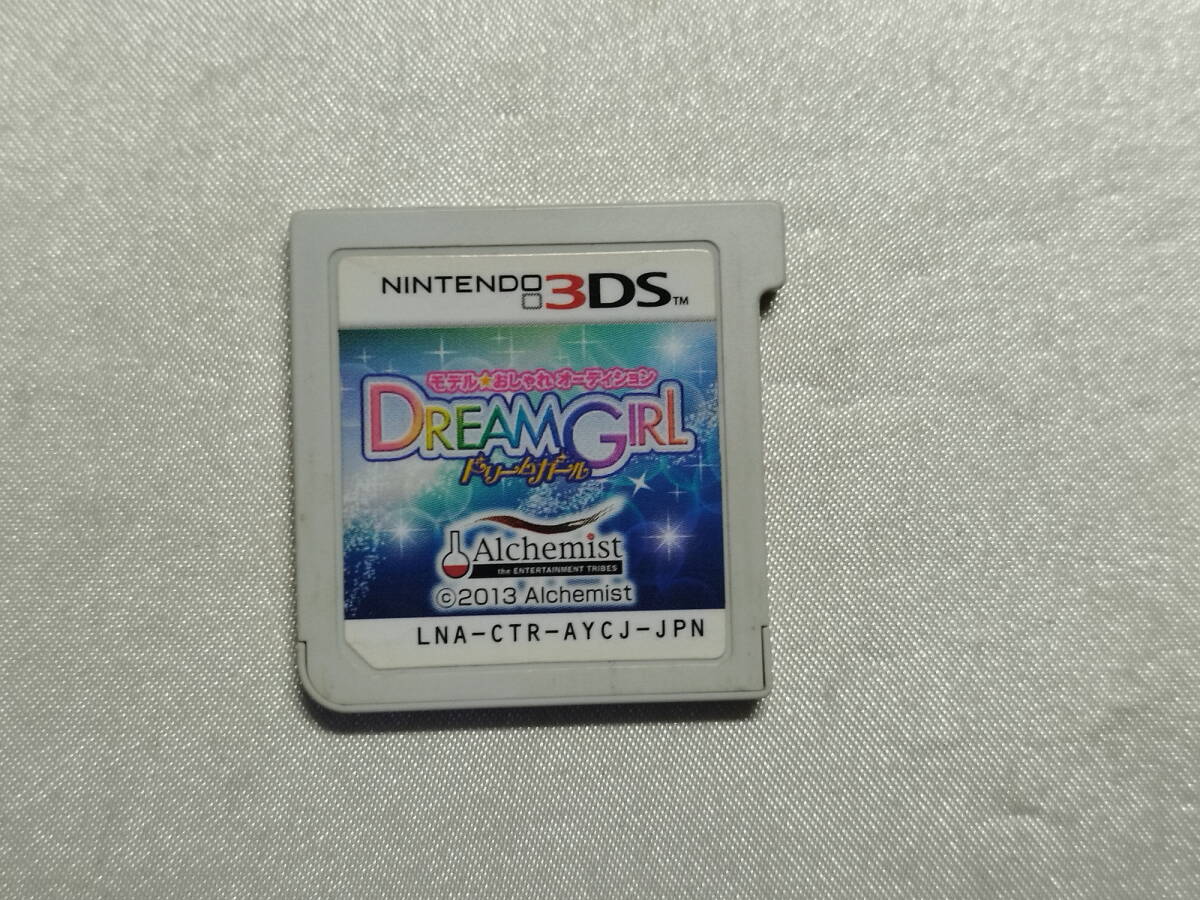 NINTENDO 3DS™
モデル★おしゃれ オーディション
DREAM GIRL
ドリームガール
Alchemist
the ENTERTAINMENT TRIBES
©2013 Alchemist
LNA-CTR-AYCJ-JPN